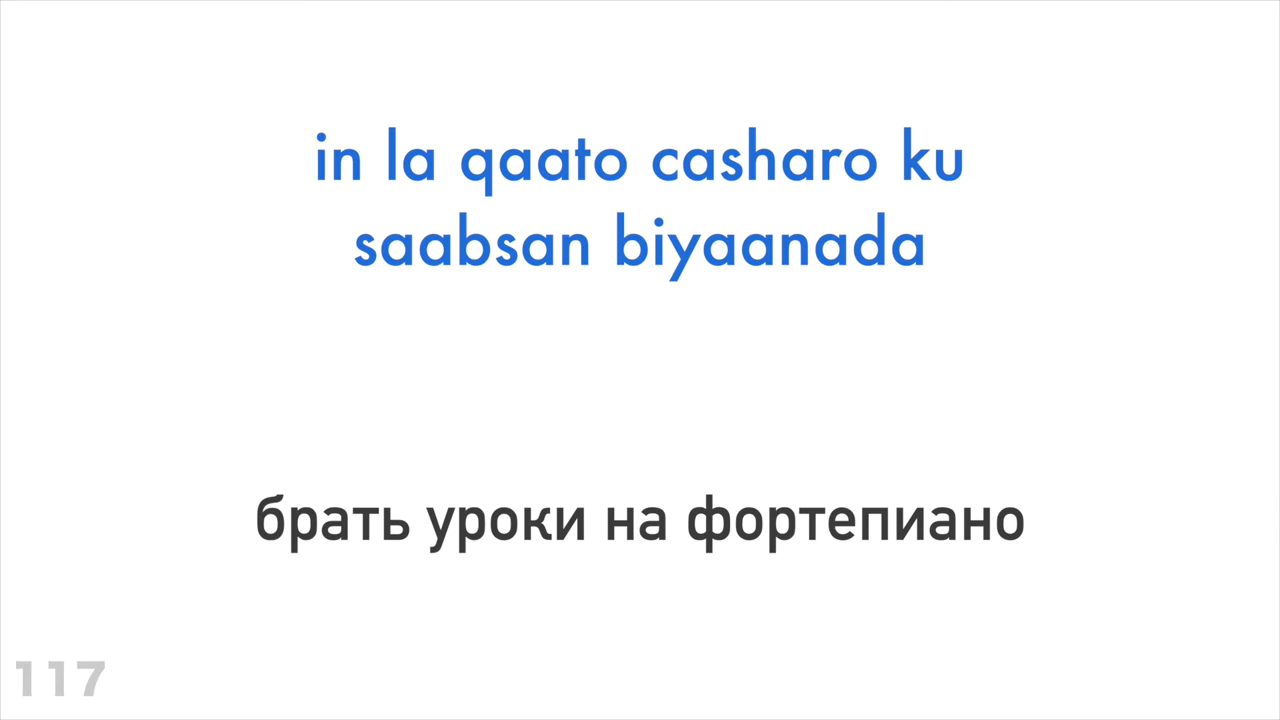 in la qaato casharo ku
saabsan biyaanada
брать уроки на фортепиано
117